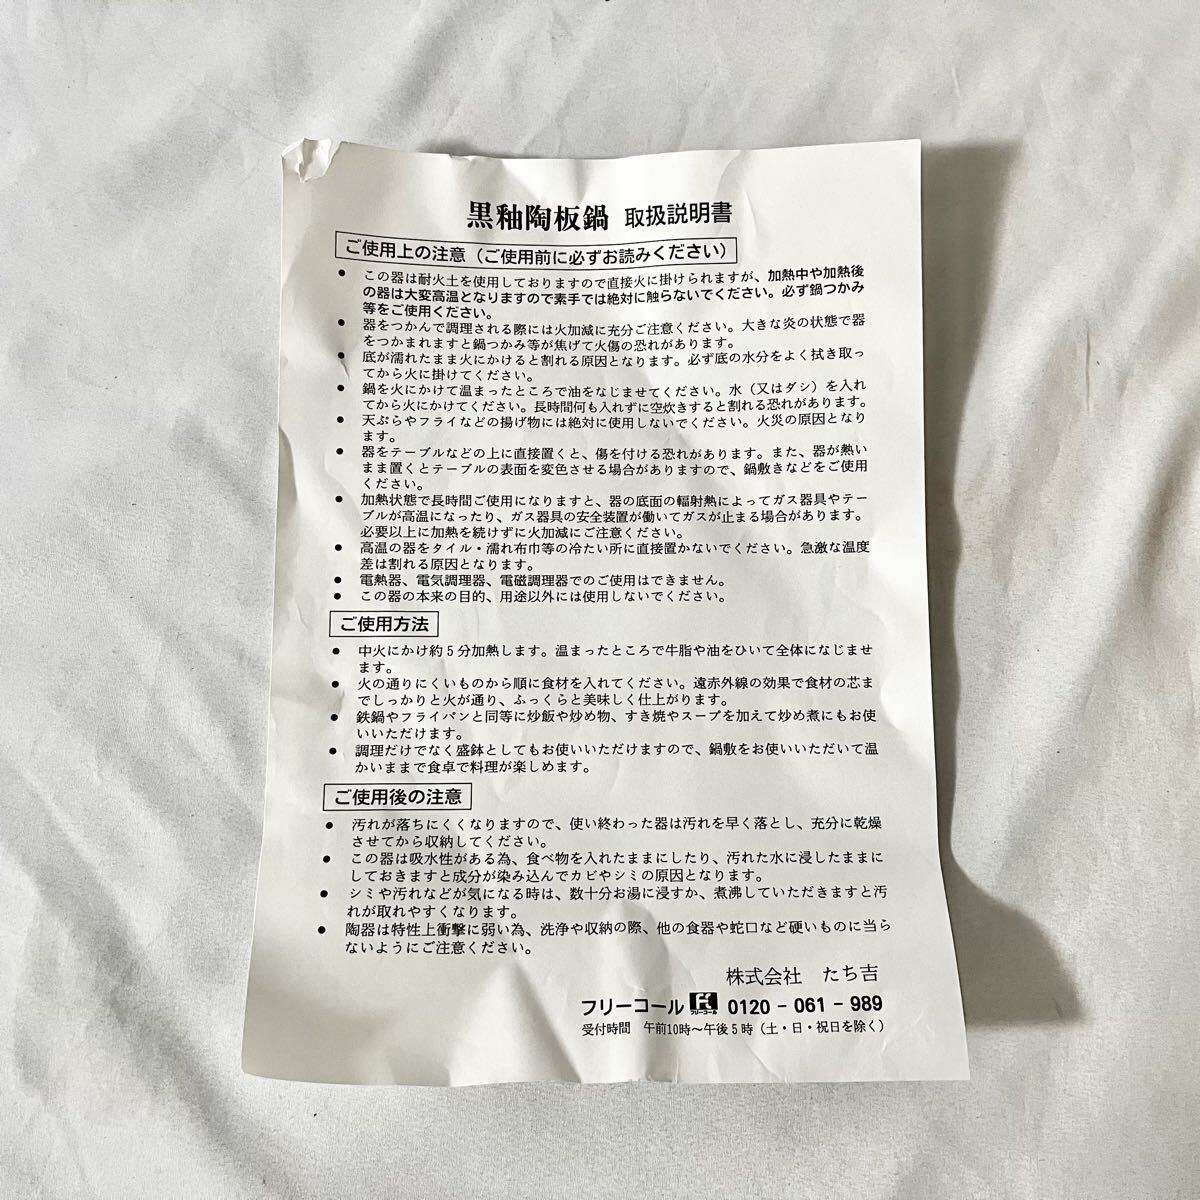 黒釉陶板鍋 取扱説明書
ご使用上の注意(ご使用前に必ずお読みください)
● この器は耐火土を使用しておりますので直接火に掛けられますが、加熱中や加熱後
の器は大変高温となりますので素手では絶対に触らないでください。必ず鍋つかみ
等をご使用ください。
● 器をつかんで調理される際には火加減に充分ご注意ください。大きな炎の状態で器
をつかまれますと鍋つかみ等が焦げて火傷の恐れがあります。
● 底が濡れたまま火にかけると割れる原因となります。必ず底の水分をよく拭き取っ
てから火に掛けてください。
● 鍋を火にかけて温まったところで油をなじませてください。水(又はダシ)を入れ
てから火にかけてください。長時間何も入れずに空炊きすると割れる恐れがあります。
● 天ぷらやフライなどの揚げ物には絶対に使用しないでください。火災の原因となり
ます。
● 器をテーブルなどの上に直接置くと、傷を付ける恐れがあります。また、器が熱い
まま置くとテーブルの表面を変色させる場合がありますので、鍋敷きなどをご使用
ください。
● 加熱状態で長時間ご使用になりますと、器の底面の輻射熱によってガス器具やテー
ブルが高温になったり、ガス器具の安全装置が働いてガスが止まる場合があります。
必要以上に加熱を続けずに火加減にご注意ください。
● 高温の器をタイル・濡れ布巾等の冷たい所に直接置かないでください。急激な温度
差は割れる原因となります。
● 電熱器、電気調理器、電磁調理器でのご使用はできません。
● この器の本来の目的、用途以外には使用しないでください。
ご使用方法
● 中火にかけ約5分加熱します。温まったところで牛脂や油をひいて全体になじませ
ます。
● 火の通りにくいものから順に食材を入れてください。遠赤外線の効果で食材の芯ま
でしっかりと火が通り、ふっくらと美味しく仕上がります。
● 鉄鍋やフライパンと同等に炒飯や炒め物、すき焼やスープを加えて炒め煮にもお使
いいただけます。
● 調理だけでなく盛鉢としてもお使いいただけますので、鍋敷をお使いいただいて温
かいままで食卓で料理が楽しめます。
ご使用後の注意
● 汚れが落ちにくくなりますので、使い終わった器は汚れを早く落とし、充分に乾燥
させてから収納してください。
● この器は吸水性がある為、食べ物を入れたままにしたり、汚れた水に浸したままに
しておきますと成分が染み込んでカビやシミの原因となります。
● シミや汚れなどが気になる時は、数十分お湯に浸すか、煮沸していただきますと汚
れが取れやすくなります。
● 陶器は特性上衝撃に弱い為、洗浄や収納の際、他の食器や蛇口など硬いものに当ら
ないようにご注意ください。
株式会社 たち吉
フリーコール FC フリーコール 0120-061-989
受付時間 午前10時~午後5時(土・日・祝日を除く)